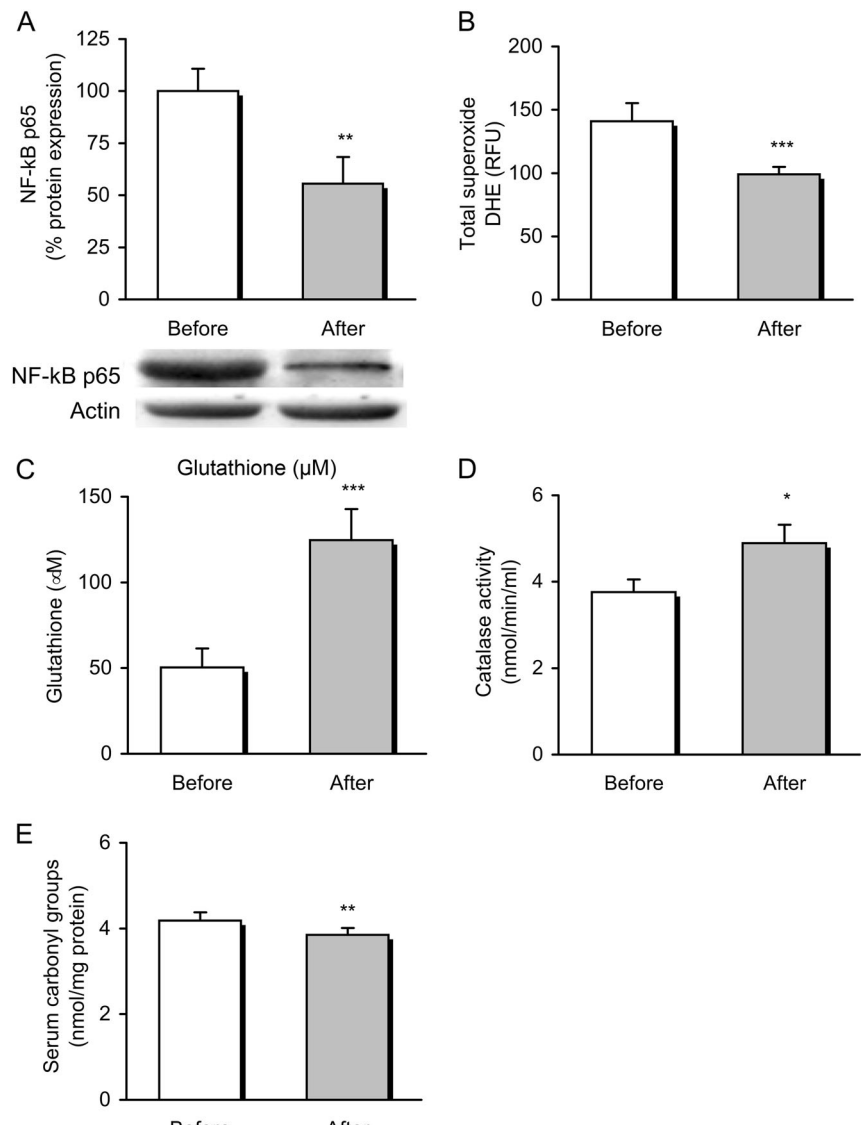 A
NF-kB p65
(% protein expression)
125
100
75
50
25
0
**
Before
After
NF-kB p65
Actin
B
Total superoxide
DHE (RFU)
200
150
100
50
0
***
Before
After
C
Glutathione (µM)
Glutathione (∝M)
150
100
50
0
***
Before
After
D
Catalase activity
(nmol/min/ml)
6
4
2
0
*
Before
After
E
Serum carbonyl groups
(nmol/mg protein)
6
4
2
0
**
Before
After